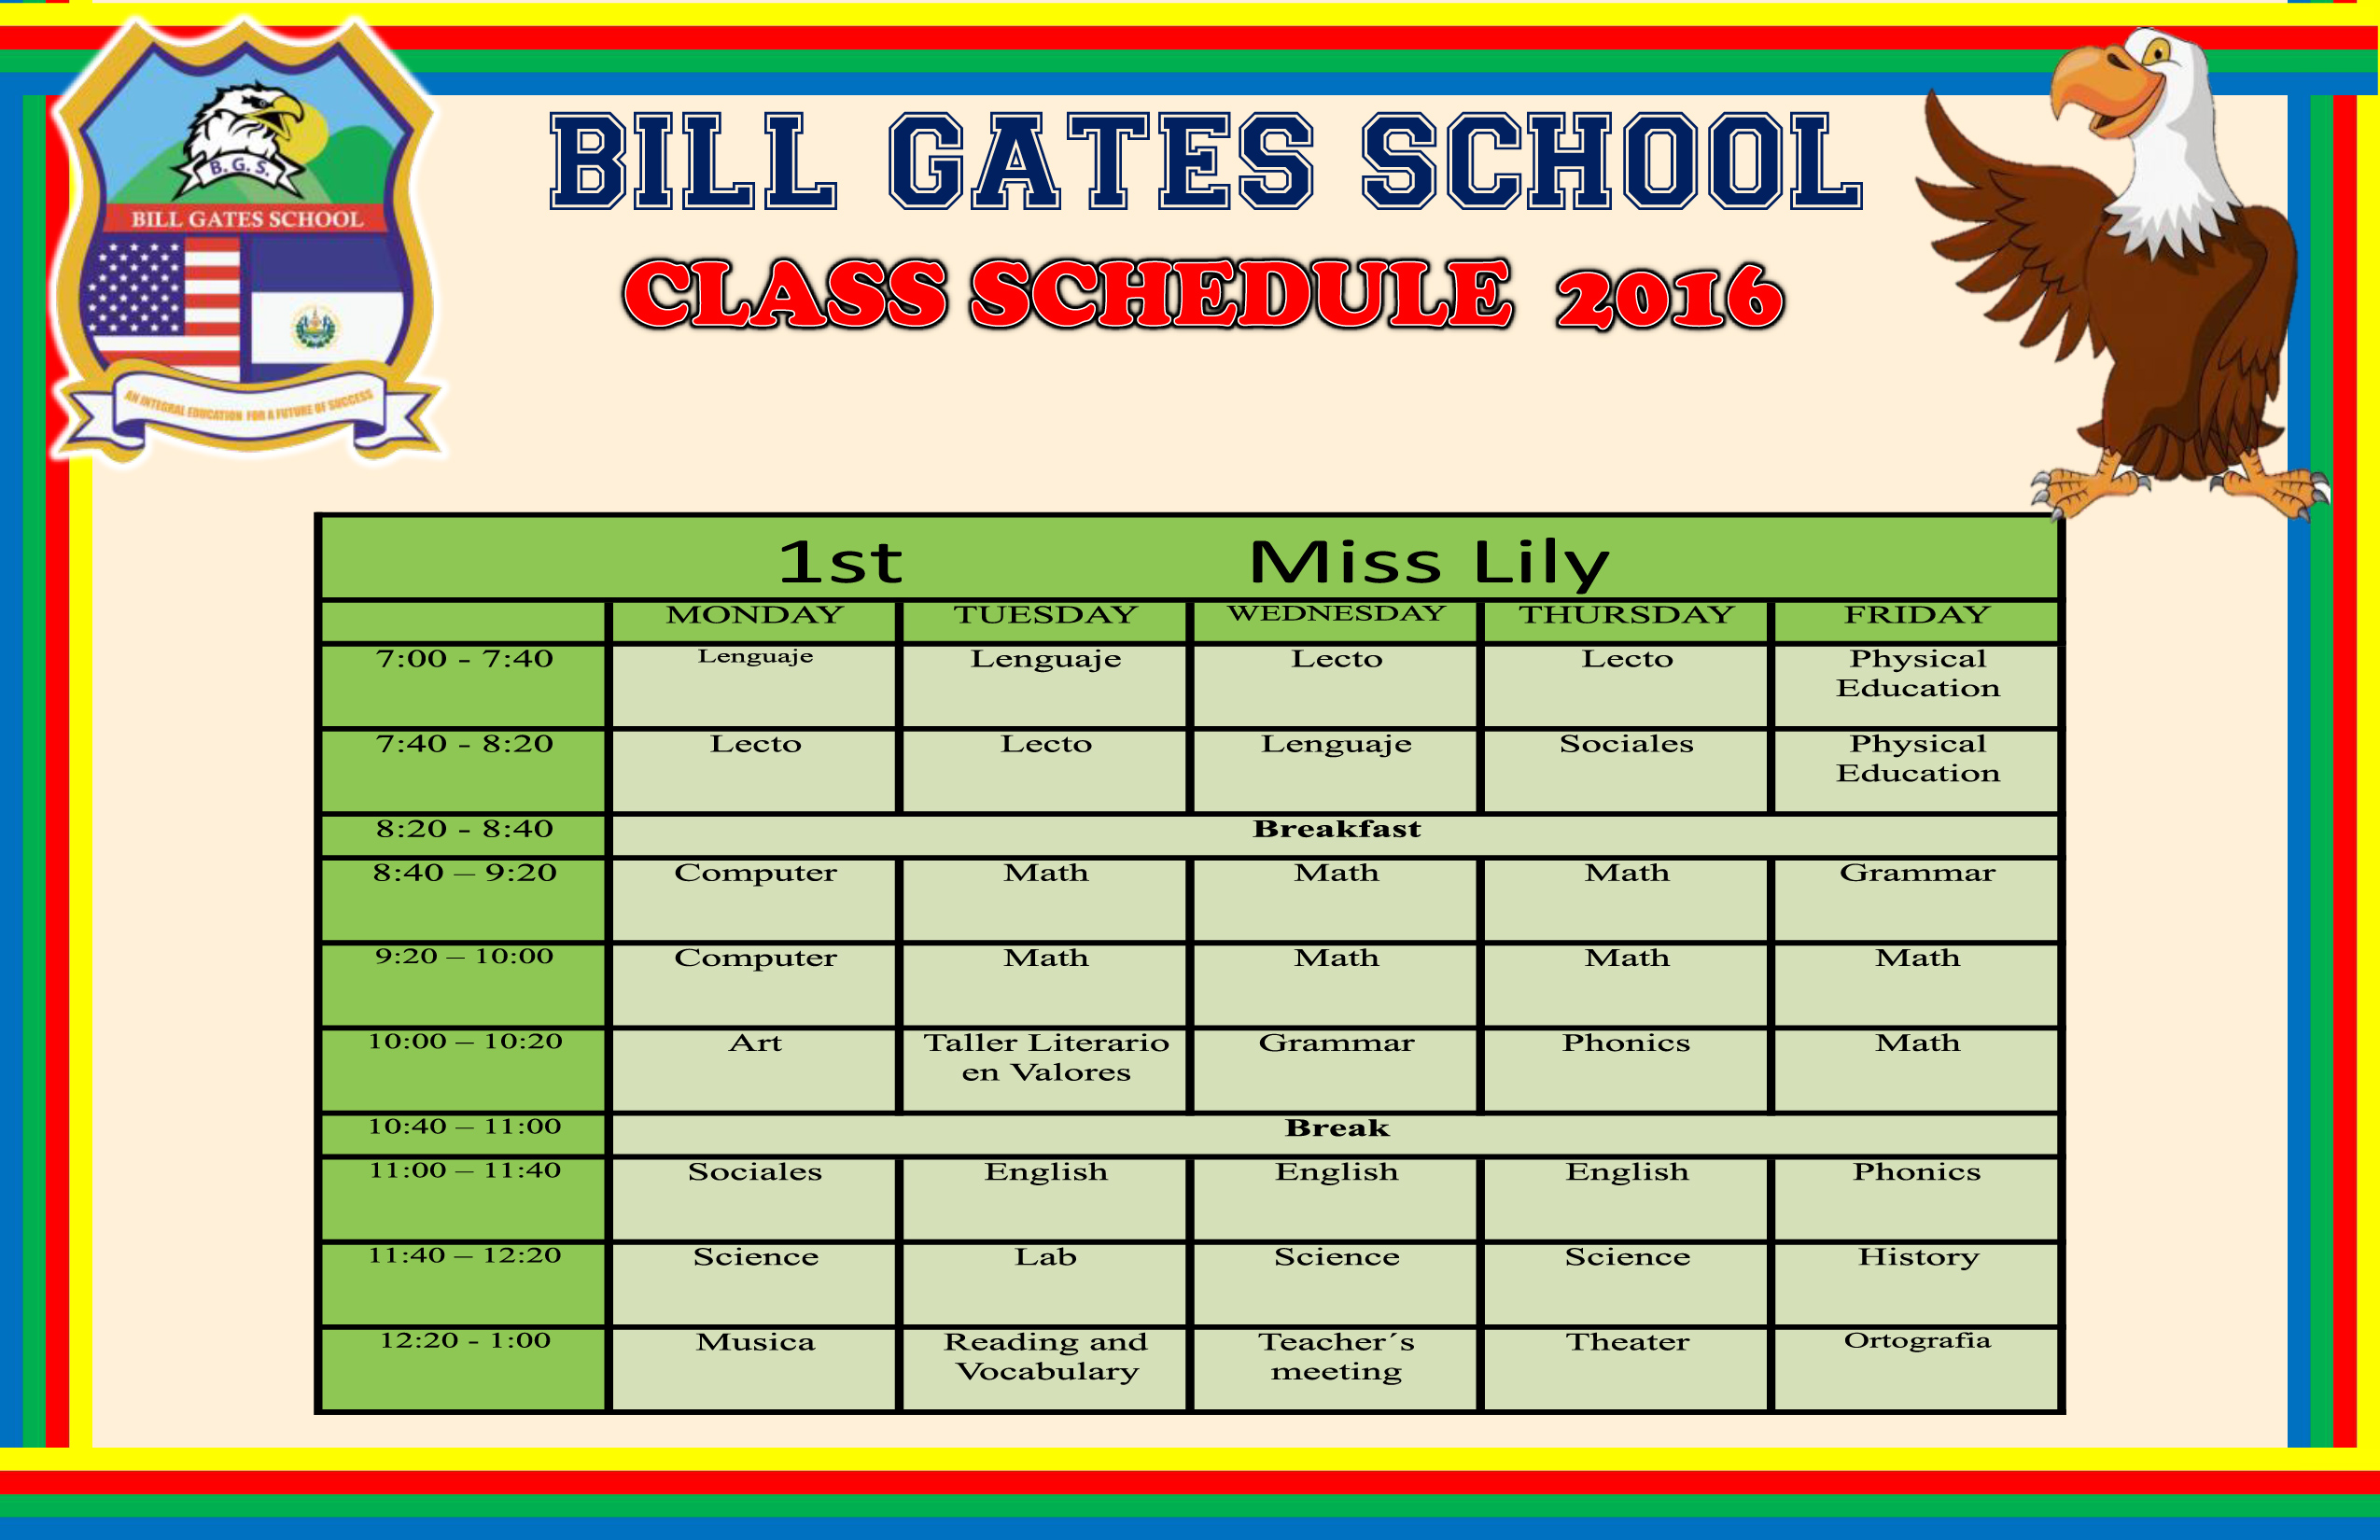 BILL GATES SCHOOL
CLASS SCHEDULE 2016
B. G. S.
BILL GATES SCHOOL
AN INTEGRAL EDUCATION FOR A FUTURE OF SUCCESS
1st Miss Lily
MONDAY TUESDAY WEDNESDAY THURSDAY FRIDAY
7:00 - 7:40 Lenguaje Lenguaje Lecto Lecto Physical
Education
7:40 - 8:20 Lecto Lecto Lenguaje Sociales Physical
Education
8:20 - 8:40 Breakfast
8:40 – 9:20 Computer Math Math Math Grammar
9:20 – 10:00 Computer Math Math Math Math
10:00 – 10:20 Art Taller Literario Grammar Phonics Math
en Valores
10:40 – 11:00 Break
11:00 – 11:40 Sociales English English English Phonics
11:40 – 12:20 Science Lab Science Science History
12:20 - 1:00 Musica Reading and Teacher´s Theater Ortografia
Vocabulary meeting